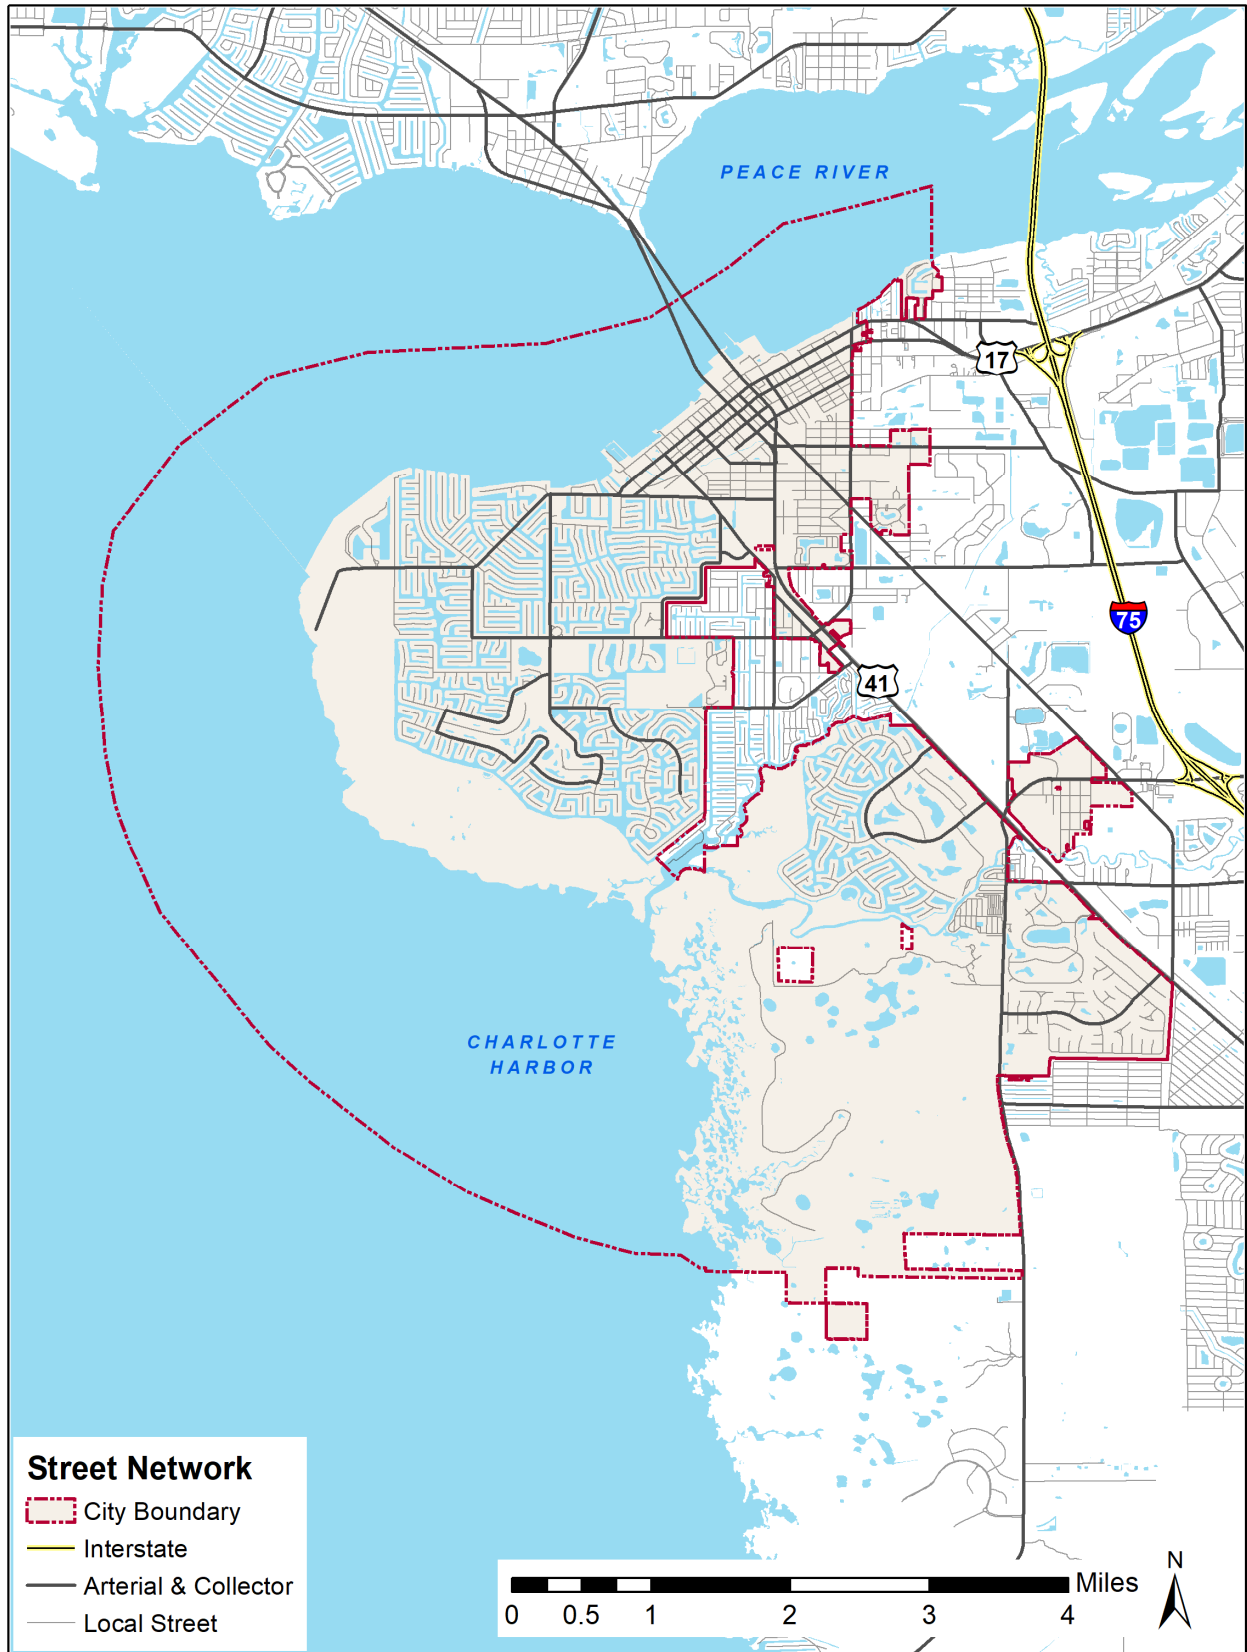 PEACE RIVER
17
75
41
CHARLOTTE
HARBOR
Street Network
City Boundary
Interstate
Arterial & Collector
Local Street
N
Miles
0 0.5 1 2 3 4